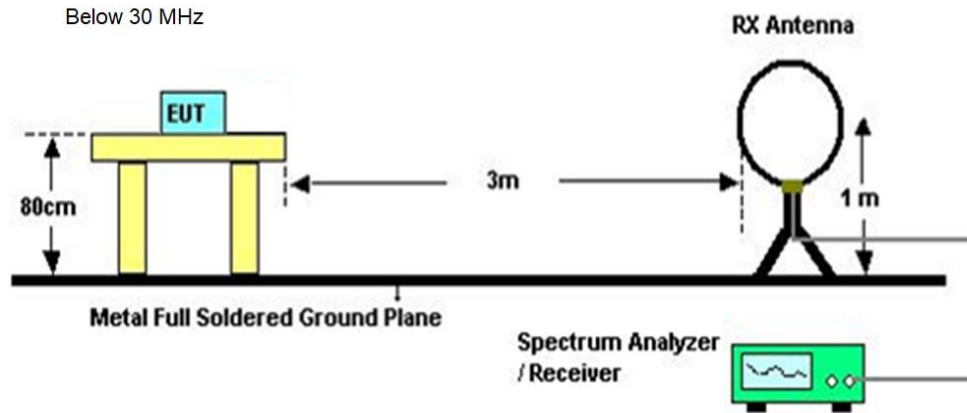 Below 30 MHz
RX Antenna
EUT
3m
80cm
1 m
Metal Full Soldered Ground Plane
Spectrum Analyzer
/ Receiver